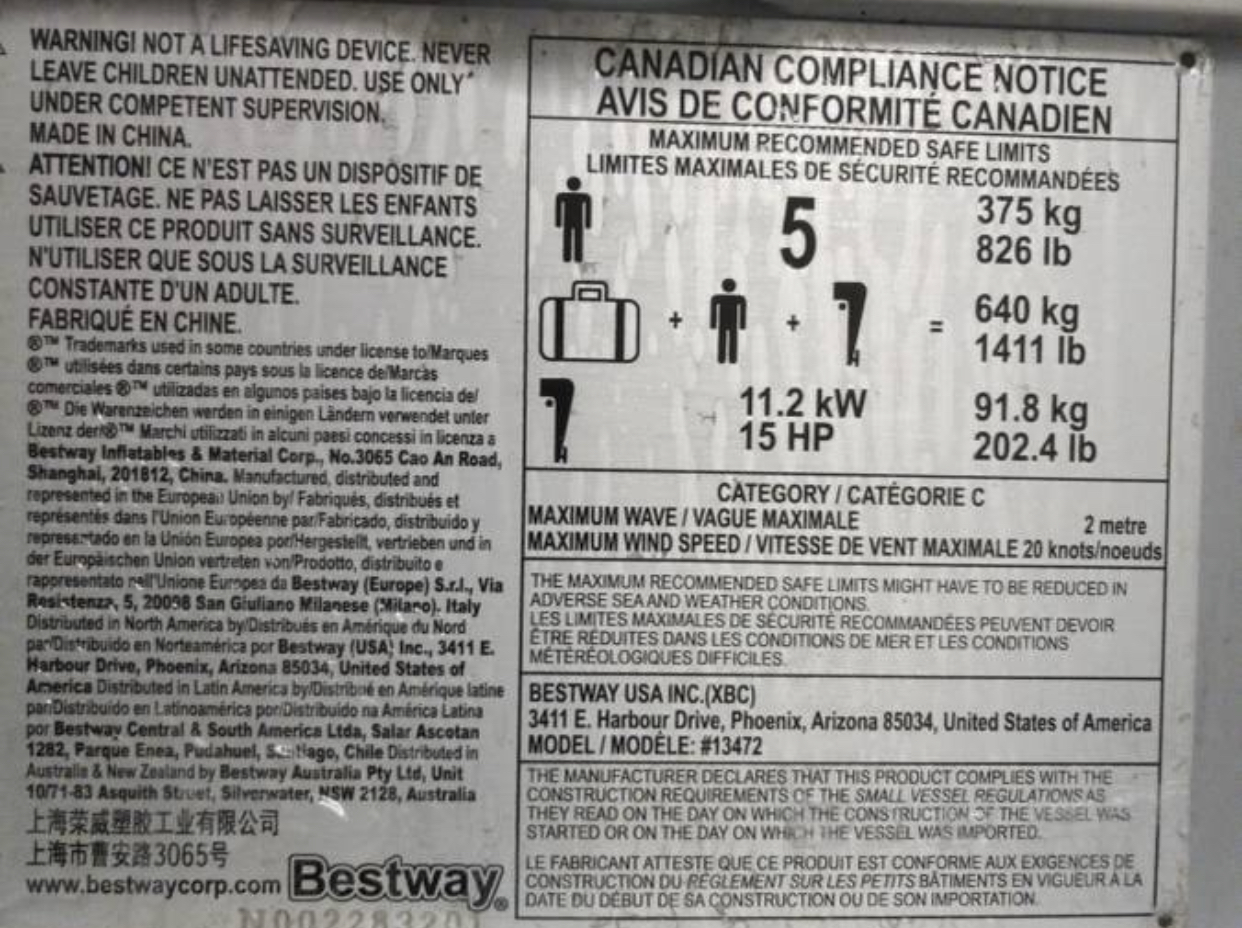 WARNING! NOT A LIFESAVING DEVICE. NEVER
LEAVE CHILDREN UNATTENDED. USE ONLY
UNDER COMPETENT SUPERVISION.
MADE IN CHINA.
ATTENTION! CE N'EST PAS UN DISPOSITIF DE
SAUVETAGE. NE PAS LAISSER LES ENFANTS
UTILISER CE PRODUIT SANS SURVEILLANCE.
N'UTILISER QUE SOUS LA SURVEILLANCE
CONSTANTE D'UN ADULTE.
FABRIQUÉ EN CHINE.
®™ Trademarks used in some countries under license to/Marques
®™ utilisées dans certains pays sous la licence de/Marcas
comerciales ®™ utilizadas en algunos paises bajo la licencia de/
®™ Die Warenzeichen werden in einigen Ländern verwendet unter
Lizenz der/®™ Marchi utilizzati in alcuni paesi concessi in licenza a
Bestway Inflatables & Material Corp., No.3065 Cao An Road,
Shanghai, 201812, China. Manufactured, distributed and
represented in the European Union by/ Fabriqués, distribués et
représentés dans l'Union Européenne par/Fabricado, distribuido y
representado en la Unión Europea por/Hergestellt, vertrieben und in
der Europäischen Union vertreten von/Prodotto, distribuito e
rappresentato nell'Unione Europea da Bestway (Europe) S.r.l., Via
Resistenza, 5, 20098 San Giuliano Milanese (Milano). Italy
Distributed in North America by/Distribués en Amérique du Nord
par/Distribuido en Norteamérica por Bestway (USA) Inc., 3411 E.
Harbour Drive, Phoenix, Arizona 85034, United States of
America Distributed in Latin America by/Distribué en Amérique latine
par/Distribuido en Latinoamérica por/Distribuido na América Latina
por Bestway Central & South America Ltda, Salar Ascotan
1282, Parque Enea, Pudahuel, Santiago, Chile Distributed in
Australia & New Zealand by Bestway Australia Pty Ltd, Unit
10/71-83 Asquith Street, Silverwater, NSW 2128, Australia
上海荣威塑胶工业有限公司
上海市曹安路3065号
www.bestwaycorp.com Bestway®
N002283201
CANADIAN COMPLIANCE NOTICE
AVIS DE CONFORMITÉ CANADIEN
MAXIMUM RECOMMENDED SAFE LIMITS
LIMITES MAXIMALES DE SÉCURITÉ RECOMMANDÉES
5 375 kg
826 lb
+ + = 640 kg
1411 lb
11.2 kW 91.8 kg
15 HP 202.4 lb
CATEGORY / CATÉGORIE C
MAXIMUM WAVE / VAGUE MAXIMALE 2 metre
MAXIMUM WIND SPEED / VITESSE DE VENT MAXIMALE 20 knots/noeuds
THE MAXIMUM RECOMMENDED SAFE LIMITS MIGHT HAVE TO BE REDUCED IN
ADVERSE SEA AND WEATHER CONDITIONS.
LES LIMITES MAXIMALES DE SÉCURITÉ RECOMMANDÉES PEUVENT DEVOIR
ÊTRE RÉDUITES DANS LES CONDITIONS DE MER ET LES CONDITIONS
MÉTÉRÉOLOGIQUES DIFFICILES.
BESTWAY USA INC.(XBC)
3411 E. Harbour Drive, Phoenix, Arizona 85034, United States of America
MODEL / MODÈLE: #13472
THE MANUFACTURER DECLARES THAT THIS PRODUCT COMPLIES WITH THE
CONSTRUCTION REQUIREMENTS OF THE SMALL VESSEL REGULATIONS AS
THEY READ ON THE DAY ON WHICH THE CONSTRUCTION OF THE VESSEL WAS
STARTED OR ON THE DAY ON WHICH THE VESSEL WAS IMPORTED.
LE FABRICANT ATTESTE QUE CE PRODUIT EST CONFORME AUX EXIGENCES DE
CONSTRUCTION DU RÈGLEMENT SUR LES PETITS BÂTIMENTS EN VIGUEUR À LA
DATE DU DÉBUT DE SA CONSTRUCTION OU DE SON IMPORTATION.